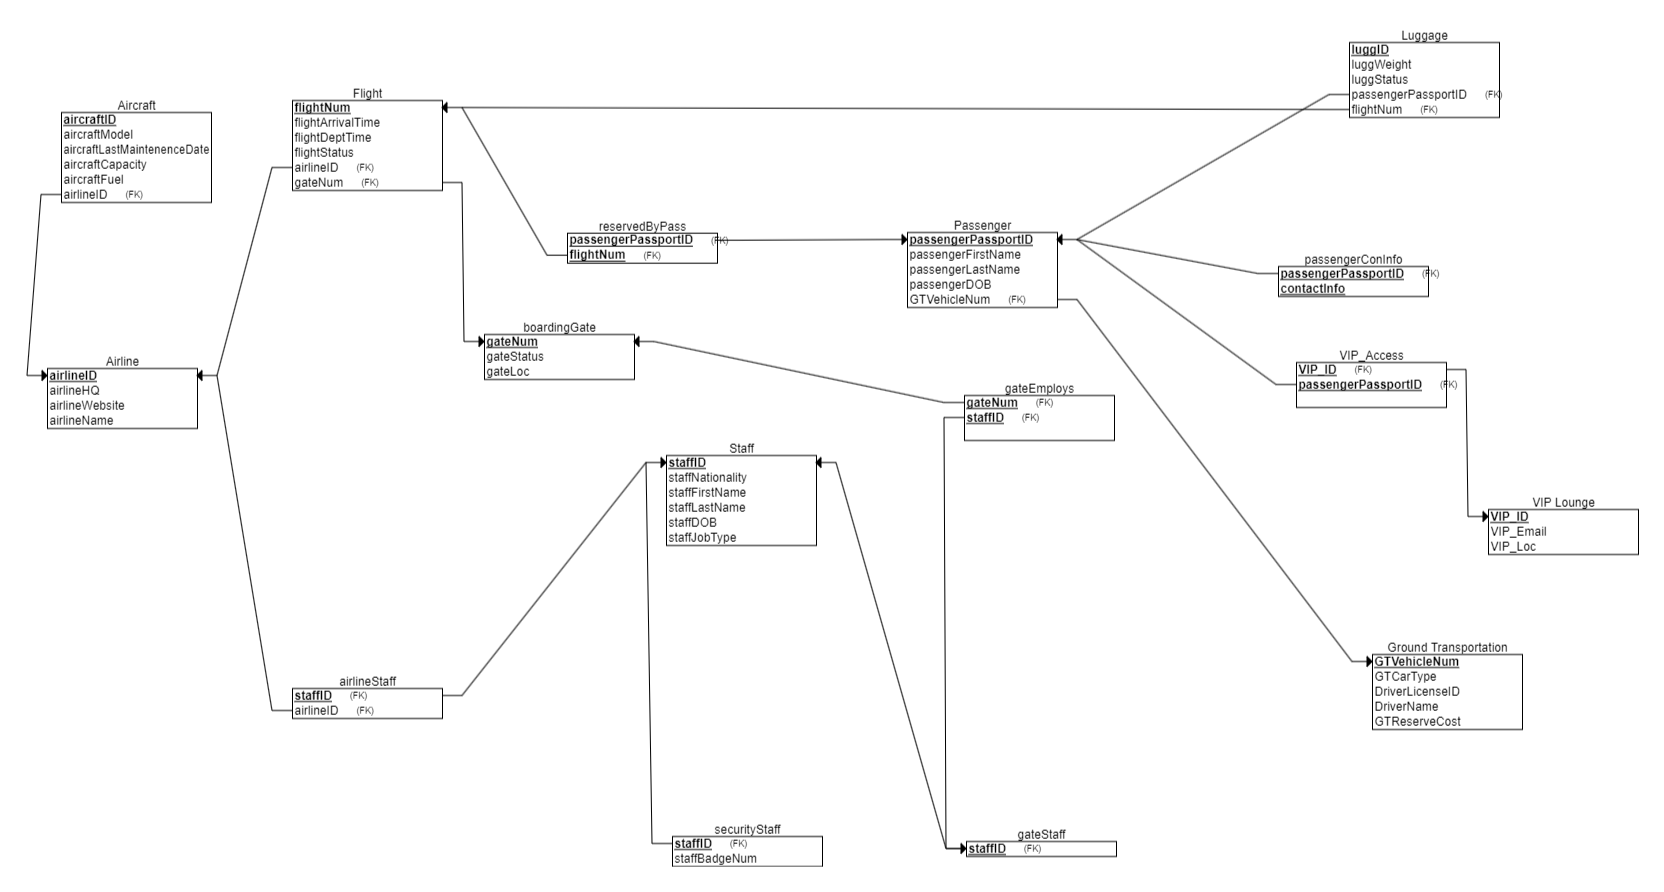 Luggage
luggID
luggWeight
luggStatus
passengerPassportID (FK)
flightNum (FK)
Flight
flightNum
flightArrivalTime
flightDeptTime
flightStatus
airlineID (FK)
gateNum (FK)
Aircraft
aircraftID
aircraftModel
aircraftLastMaintenenceDate
aircraftCapacity
aircraftFuel
airlineID (FK)
reservedByPass
passengerPassportID (FK)
flightNum (FK)
Passenger
passengerPassportID
passengerFirstName
passengerLastName
passengerDOB
GTVehicleNum (FK)
passengerConInfo
passengerPassportID (FK)
contactInfo
boardingGate
gateNum
gateStatus
gateLoc
Airline
airlineID
airlineHQ
airlineWebsite
airlineName
VIP_Access
VIP_ID (FK)
passengerPassportID (FK)
gateEmploys
gateNum (FK)
staffID (FK)
Staff
staffID
staffNationality
staffFirstName
staffLastName
staffDOB
staffJobType
VIP Lounge
VIP_ID
VIP_Email
VIP_Loc
Ground Transportation
GTVehicleNum
GTCarType
DriverLicenseID
DriverName
GTReserveCost
airlineStaff
staffID (FK)
airlineID (FK)
securityStaff
staffID (FK)
staffBadgeNum
gateStaff
staffID (FK)